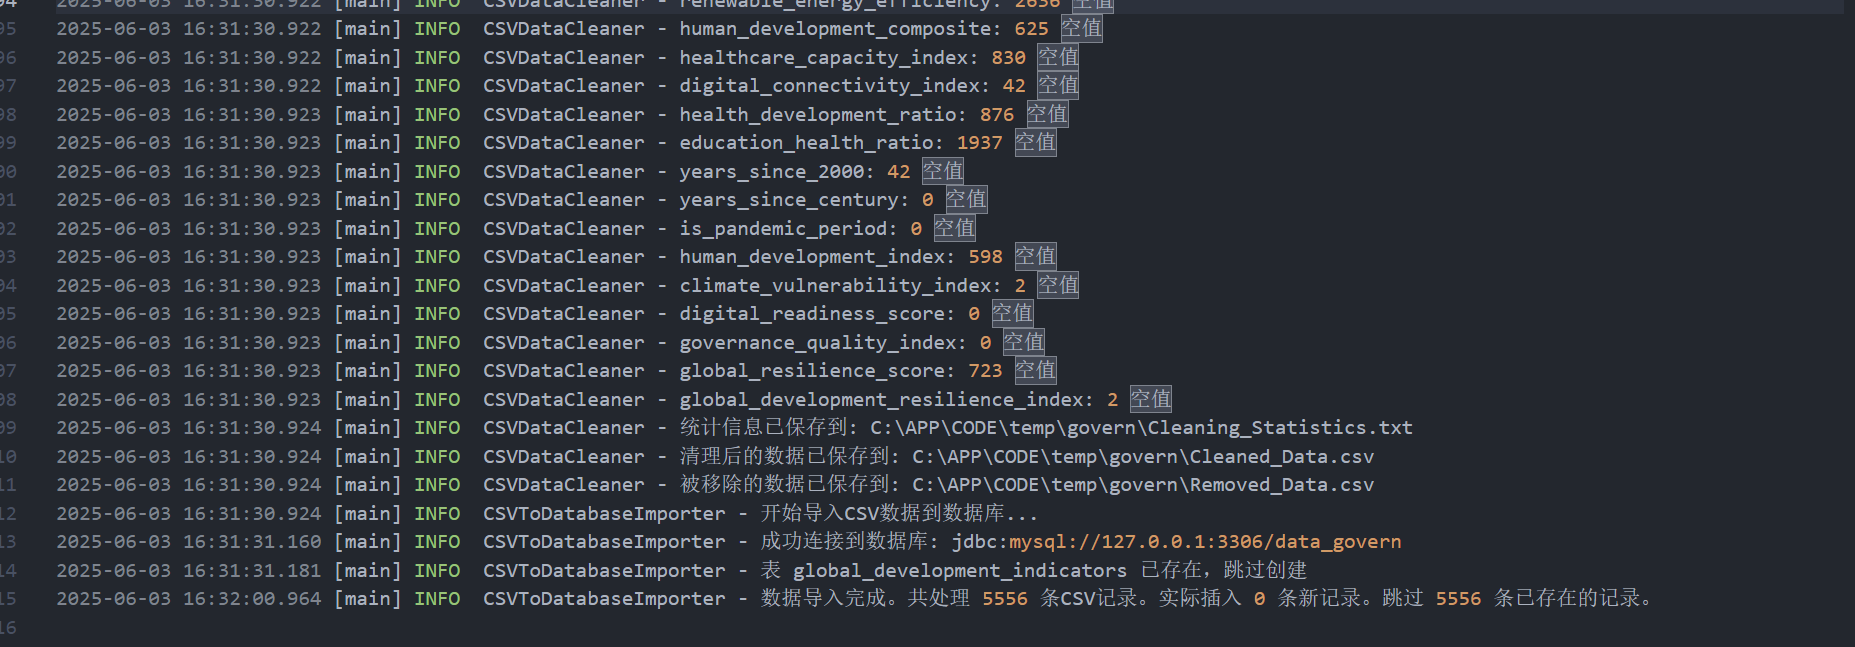 04 2025-06-03 16:31:30.922 [main] INFO CSVDataCleaner - renewable_energy_efficiency: 2636 空值
95 2025-06-03 16:31:30.922 [main] INFO CSVDataCleaner - human_development_composite: 625 空值
96 2025-06-03 16:31:30.922 [main] INFO CSVDataCleaner - healthcare_capacity_index: 830 空值
97 2025-06-03 16:31:30.922 [main] INFO CSVDataCleaner - digital_connectivity_index: 42 空值
98 2025-06-03 16:31:30.923 [main] INFO CSVDataCleaner - health_development_ratio: 876 空值
99 2025-06-03 16:31:30.923 [main] INFO CSVDataCleaner - education_health_ratio: 1937 空值
00 2025-06-03 16:31:30.923 [main] INFO CSVDataCleaner - years_since_2000: 42 空值
01 2025-06-03 16:31:30.923 [main] INFO CSVDataCleaner - years_since_century: 0 空值
02 2025-06-03 16:31:30.923 [main] INFO CSVDataCleaner - is_pandemic_period: 0 空值
03 2025-06-03 16:31:30.923 [main] INFO CSVDataCleaner - human_development_index: 598 空值
04 2025-06-03 16:31:30.923 [main] INFO CSVDataCleaner - climate_vulnerability_index: 2 空值
05 2025-06-03 16:31:30.923 [main] INFO CSVDataCleaner - digital_readiness_score: 0 空值
06 2025-06-03 16:31:30.923 [main] INFO CSVDataCleaner - governance_quality_index: 0 空值
07 2025-06-03 16:31:30.923 [main] INFO CSVDataCleaner - global_resilience_score: 723 空值
08 2025-06-03 16:31:30.923 [main] INFO CSVDataCleaner - global_development_resilience_index: 2 空值
09 2025-06-03 16:31:30.924 [main] INFO CSVDataCleaner - 统计信息已保存到: C:\APP\CODE\temp\govern\Cleaning_Statistics.txt
10 2025-06-03 16:31:30.924 [main] INFO CSVDataCleaner - 清理后的数据已保存到: C:\APP\CODE\temp\govern\Cleaned_Data.csv
11 2025-06-03 16:31:30.924 [main] INFO CSVDataCleaner - 被移除的数据已保存到: C:\APP\CODE\temp\govern\Removed_Data.csv
12 2025-06-03 16:31:30.924 [main] INFO CSVToDatabaseImporter - 开始导入CSV数据到数据库...
13 2025-06-03 16:31:31.160 [main] INFO CSVToDatabaseImporter - 成功连接到数据库: jdbc:mysql://127.0.0.1:3306/data_govern
14 2025-06-03 16:31:31.181 [main] INFO CSVToDatabaseImporter - 表 global_development_indicators 已存在，跳过创建
15 2025-06-03 16:32:00.964 [main] INFO CSVToDatabaseImporter - 数据导入完成。共处理 5556 条CSV记录。实际插入 0 条新记录。跳过 5556 条已存在的记录。
16